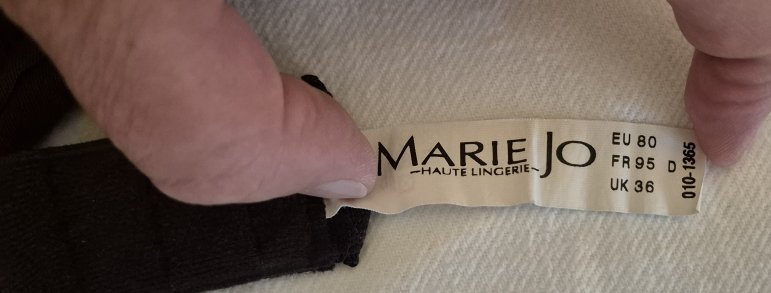 MARIE JO
~HAUTE LINGERIE~
EU 80
FR 95 D
UK 36
010-1365